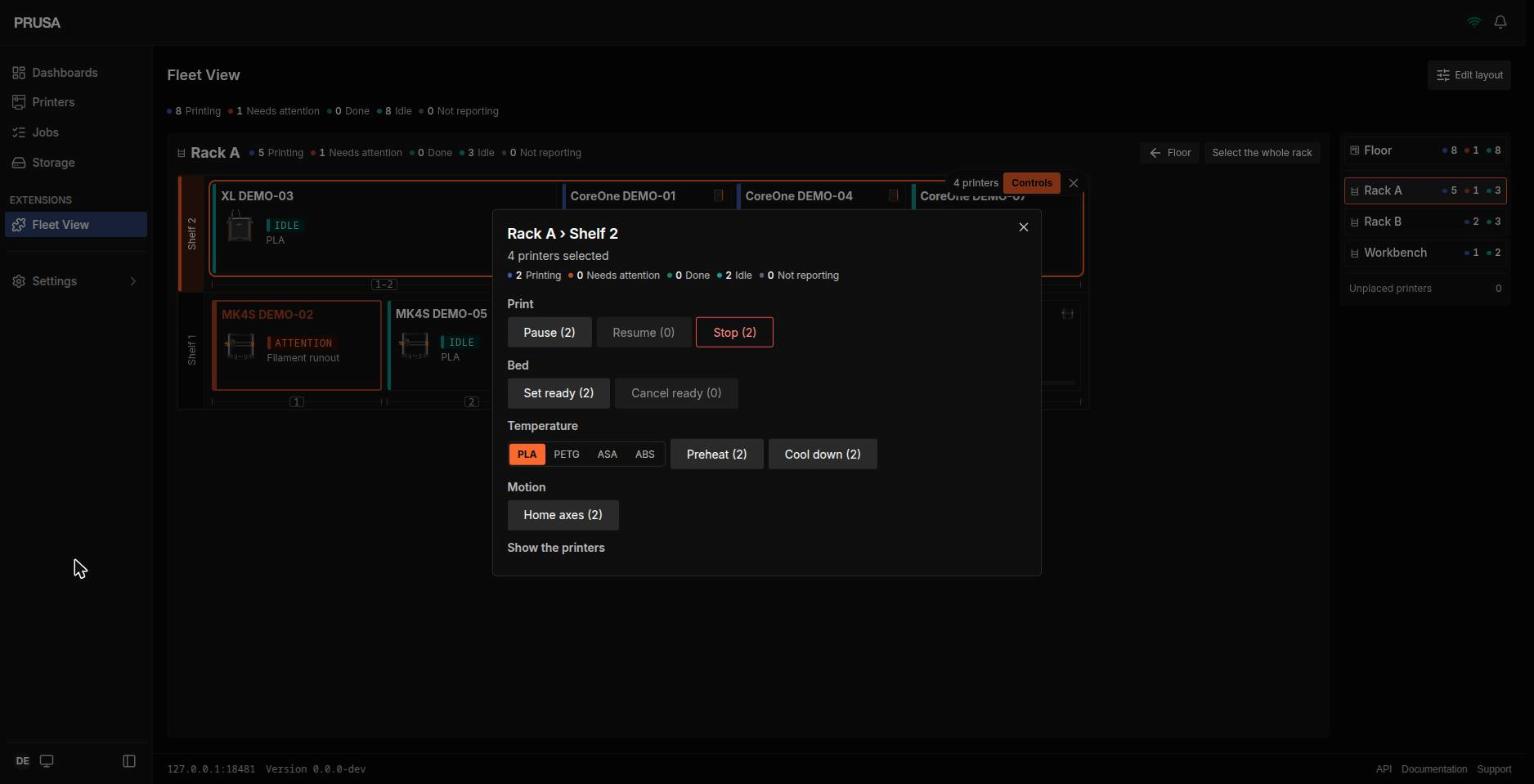 PRUSA
Dashboards
Printers
Jobs
Storage
EXTENSIONS
Fleet View
Settings
DE
Fleet View
Edit layout
8 Printing 1 Needs attention 0 Done 8 Idle 0 Not reporting
Rack A 5 Printing 1 Needs attention 0 Done 3 Idle 0 Not reporting
Floor
Select the whole rack
4 printers
Controls
Shelf 2
XL DEMO-03
IDLE
PLA
CoreOne DEMO-01
CoreOne DEMO-04
CoreOne DEMO-07
1-2
Shelf 1
MK4S DEMO-02
ATTENTION
Filament runout
MK4S DEMO-05
IDLE
PLA
1
2
Rack A › Shelf 2
4 printers selected
2 Printing 0 Needs attention 0 Done 2 Idle 0 Not reporting
Print
Pause (2) Resume (0) Stop (2)
Bed
Set ready (2) Cancel ready (0)
Temperature
PLA PETG ASA ABS Preheat (2) Cool down (2)
Motion
Home axes (2)
Show the printers
Floor 8 1 8
Rack A 5 1 3
Rack B 2 3
Workbench 1 2
Unplaced printers 0
127.0.0.1:18481 Version 0.0.0-dev
API Documentation Support